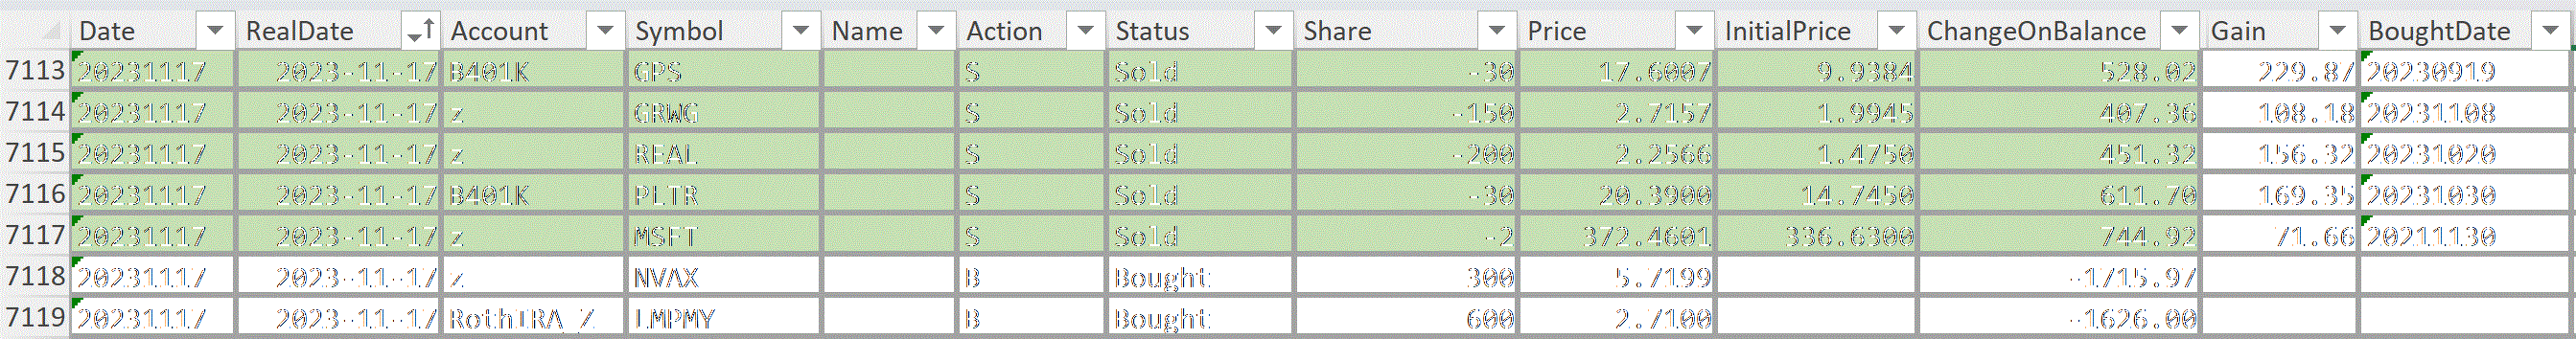 Date RealDate Account Symbol Name Action Status Share Price InitialPrice ChangeOnBalance Gain BoughtDate
7113 20231117 2023-11-17 B401K GPS S Sold -30 17.6007 9.9384 528.02 229.87 20230919
7114 20231117 2023-11-17 z GRWG S Sold -150 2.7157 1.9945 407.36 108.18 20231108
7115 20231117 2023-11-17 z REAL S Sold -200 2.2566 1.4750 451.32 156.32 20231020
7116 20231117 2023-11-17 B401K PLTR S Sold -30 20.3900 14.7450 611.70 169.35 20231030
7117 20231117 2023-11-17 z MSFT S Sold -2 372.4601 336.6300 744.92 71.66 20211130
7118 20231117 2023-11-17 z NVAX B Bought 300 5.7199 -1715.97
7119 20231117 2023-11-17 RothIRA_Z LMPMY B Bought 600 2.7100 -1626.00